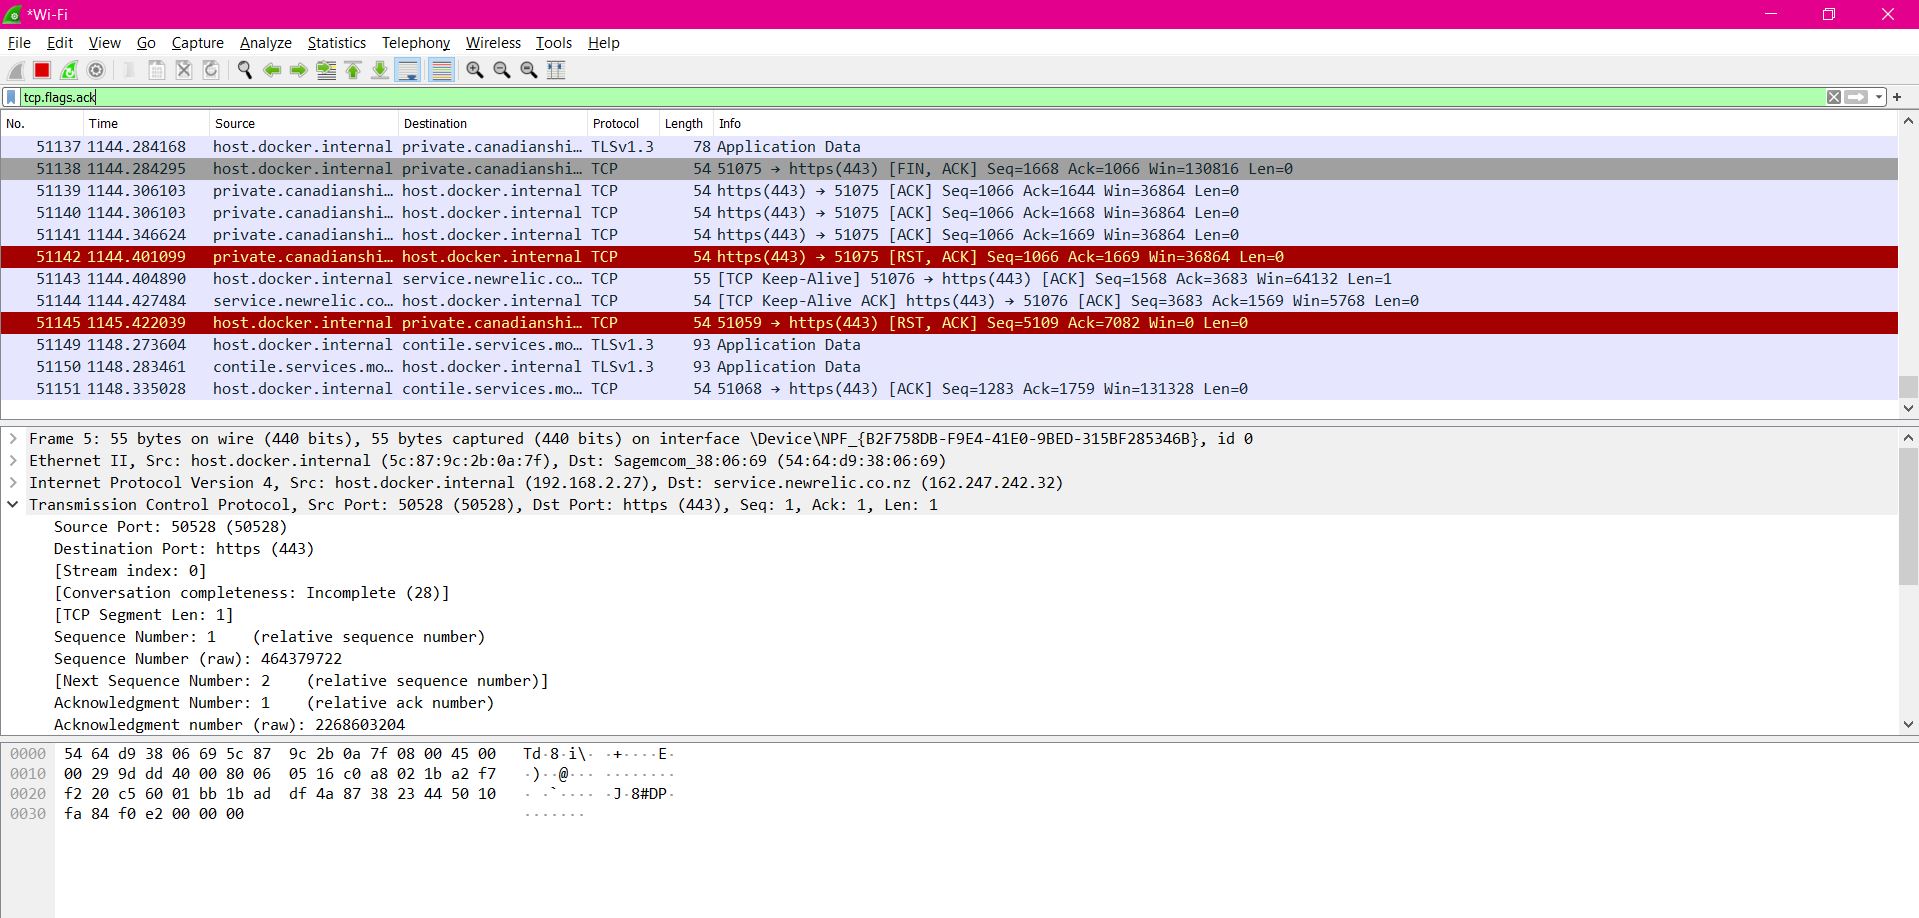 *Wi-Fi
File Edit View Go Capture Analyze Statistics Telephony Wireless Tools Help
tcp.flags.ack
No. Time Source Destination Protocol Length Info
51137 1144.284168 host.docker.internal private.canadianshi… TLSv1.3 78 Application Data
51138 1144.284295 host.docker.internal private.canadianshi… TCP 54 51075 → https(443) [FIN, ACK] Seq=1668 Ack=1066 Win=130816 Len=0
51139 1144.306103 private.canadianshi… host.docker.internal TCP 54 https(443) → 51075 [ACK] Seq=1066 Ack=1644 Win=36864 Len=0
51140 1144.306103 private.canadianshi… host.docker.internal TCP 54 https(443) → 51075 [ACK] Seq=1066 Ack=1668 Win=36864 Len=0
51141 1144.346624 private.canadianshi… host.docker.internal TCP 54 https(443) → 51075 [ACK] Seq=1066 Ack=1669 Win=36864 Len=0
51142 1144.401099 private.canadianshi… host.docker.internal TCP 54 https(443) → 51075 [RST, ACK] Seq=1066 Ack=1669 Win=36864 Len=0
51143 1144.404890 host.docker.internal service.newrelic.co… TCP 55 [TCP Keep-Alive] 51076 → https(443) [ACK] Seq=1568 Ack=3683 Win=64132 Len=1
51144 1144.427484 service.newrelic.co… host.docker.internal TCP 54 [TCP Keep-Alive ACK] https(443) → 51076 [ACK] Seq=3683 Ack=1569 Win=5768 Len=0
51145 1145.422039 host.docker.internal private.canadianshi… TCP 54 51059 → https(443) [RST, ACK] Seq=5109 Ack=7082 Win=0 Len=0
51149 1148.273604 host.docker.internal contile.services.mo… TLSv1.3 93 Application Data
51150 1148.283461 contile.services.mo… host.docker.internal TLSv1.3 93 Application Data
51151 1148.335028 host.docker.internal contile.services.mo… TCP 54 51068 → https(443) [ACK] Seq=1283 Ack=1759 Win=131328 Len=0
Frame 5: 55 bytes on wire (440 bits), 55 bytes captured (440 bits) on interface \Device\NPF_{B2F758DB-F9E4-41E0-9BED-315BF285346B}, id 0
Ethernet II, Src: host.docker.internal (5c:87:9c:2b:0a:7f), Dst: Sagemcom_38:06:69 (54:64:d9:38:06:69)
Internet Protocol Version 4, Src: host.docker.internal (192.168.2.27), Dst: service.newrelic.co.nz (162.247.242.32)
Transmission Control Protocol, Src Port: 50528 (50528), Dst Port: https (443), Seq: 1, Ack: 1, Len: 1
Source Port: 50528 (50528)
Destination Port: https (443)
[Stream index: 0]
[Conversation completeness: Incomplete (28)]
[TCP Segment Len: 1]
Sequence Number: 1 (relative sequence number)
Sequence Number (raw): 464379722
[Next Sequence Number: 2 (relative sequence number)]
Acknowledgment Number: 1 (relative ack number)
Acknowledgment number (raw): 2268603204
0000 54 64 d9 38 06 69 5c 87 9c 2b 0a 7f 08 00 45 00 Td·8·i\· ·+····E·
0010 00 29 9d dd 40 00 80 06 05 16 c0 a8 02 1b a2 f7 ·)··@··· ········
0020 f2 20 c5 60 01 bb 1b ad df 4a 87 38 23 44 50 10 · ·`···· ·J·8#DP·
0030 fa 84 f0 e2 00 00 00 ·······